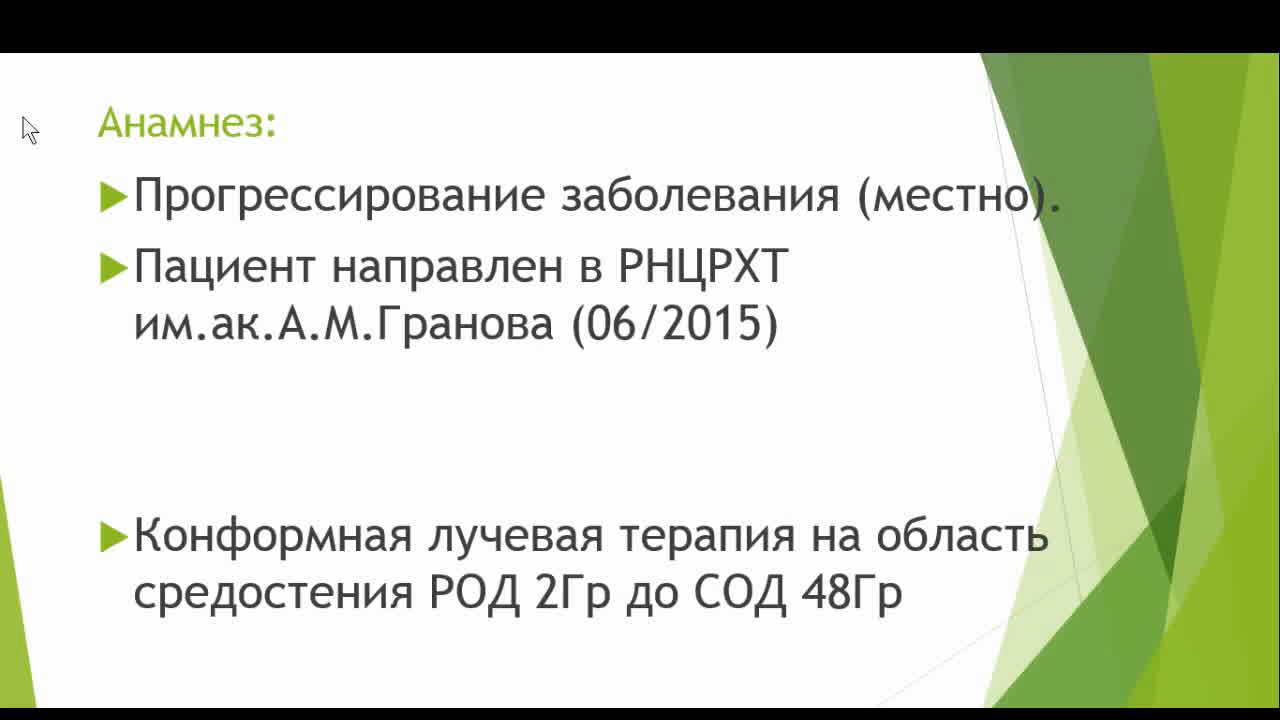 Анамнез:
Прогрессирование заболевания (местно).
Пациент направлен в РНЦРХТ
им.ак.А.М.Гранова (06/2015)
Конформная лучевая терапия на область
средостения РОД 2Гр до СОД 48Гр